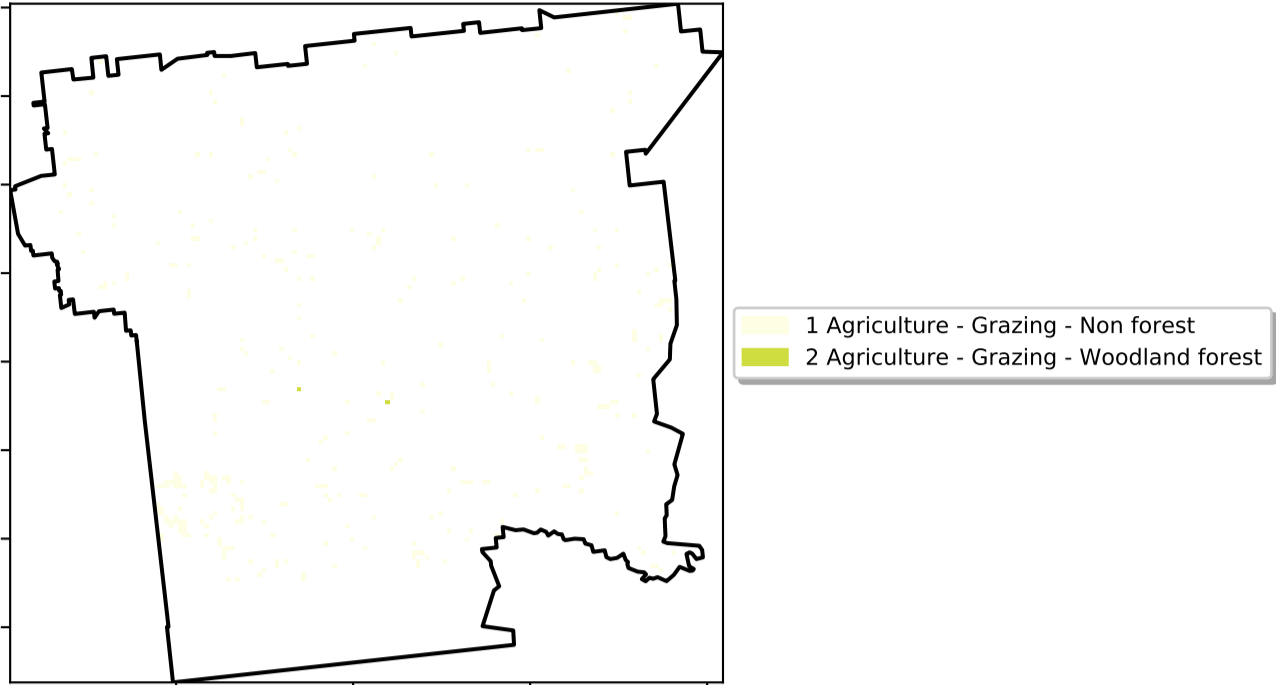 1 Agriculture - Grazing - Non forest
2 Agriculture - Grazing - Woodland forest